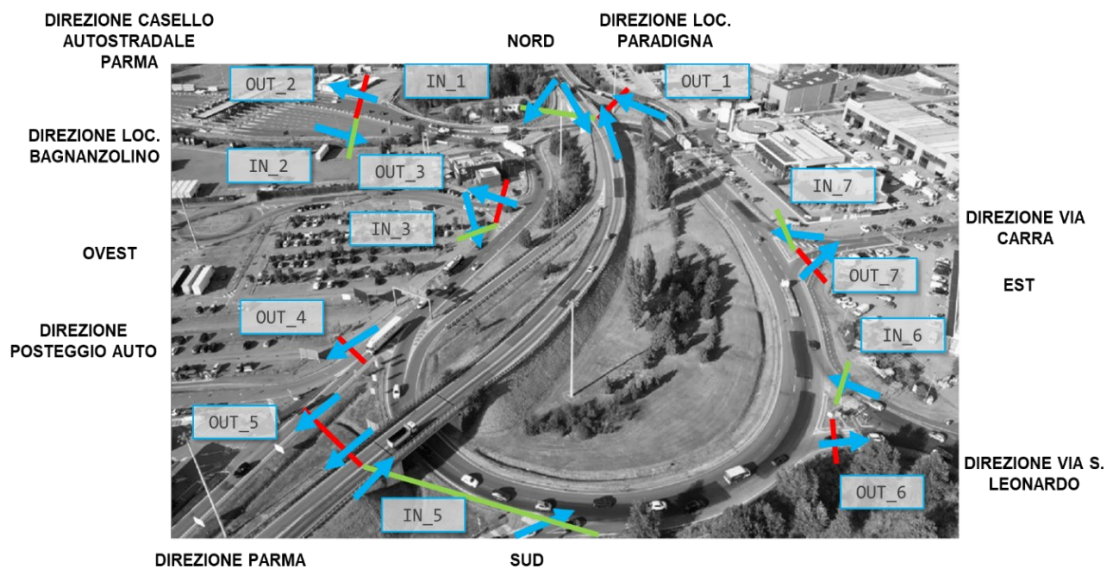 DIREZIONE CASELLO
AUTOSTRADALE
PARMA
NORD
DIREZIONE LOC.
PARADIGNA
OUT_2
IN_1
OUT_1
DIREZIONE LOC.
BAGNANZOLINO
IN_2
OUT_3
IN_7
IN_3
DIREZIONE VIA
CARRA
OVEST
OUT_7
EST
OUT_4
IN_6
DIREZIONE
POSTEGGIO AUTO
OUT_5
DIREZIONE VIA S.
LEONARDO
OUT_6
IN_5
DIREZIONE PARMA
SUD